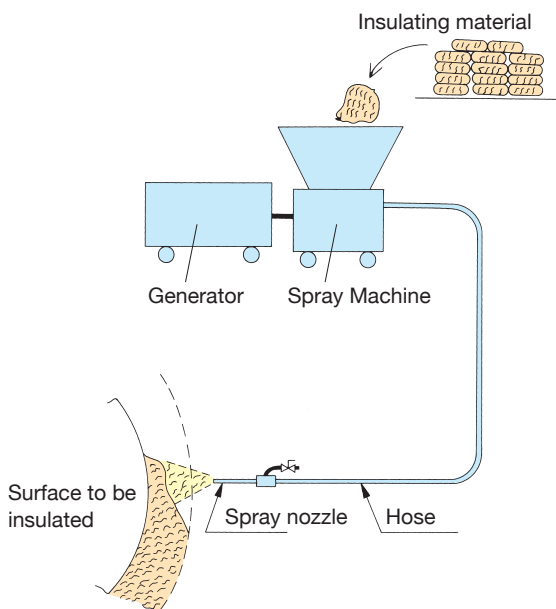 Insulating material
Generator
Spray Machine
Surface to be
insulated
Spray nozzle
Hose